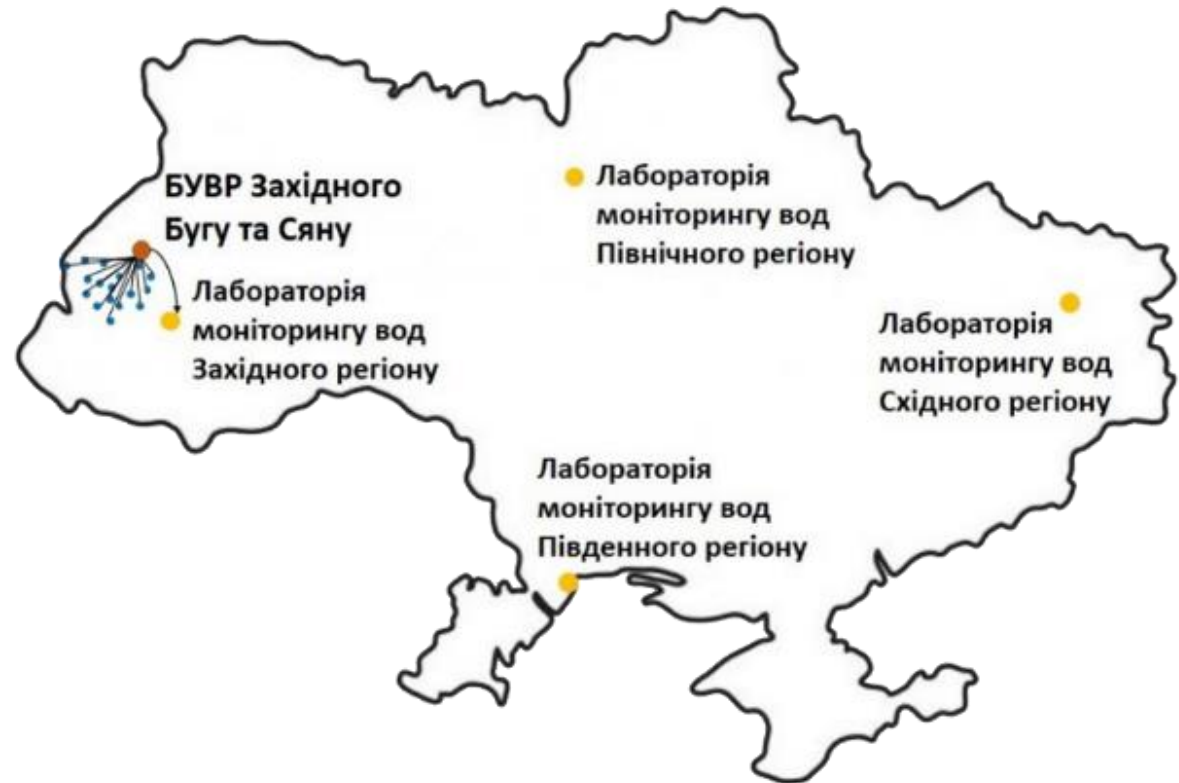 БУВР Західного
Бугу та Сяну
Лабораторія
моніторингу вод
Західного регіону
Лабораторія
моніторингу вод
Північного регіону
Лабораторія
моніторингу вод
Східного регіону
Лабораторія
моніторингу вод
Південного регіону